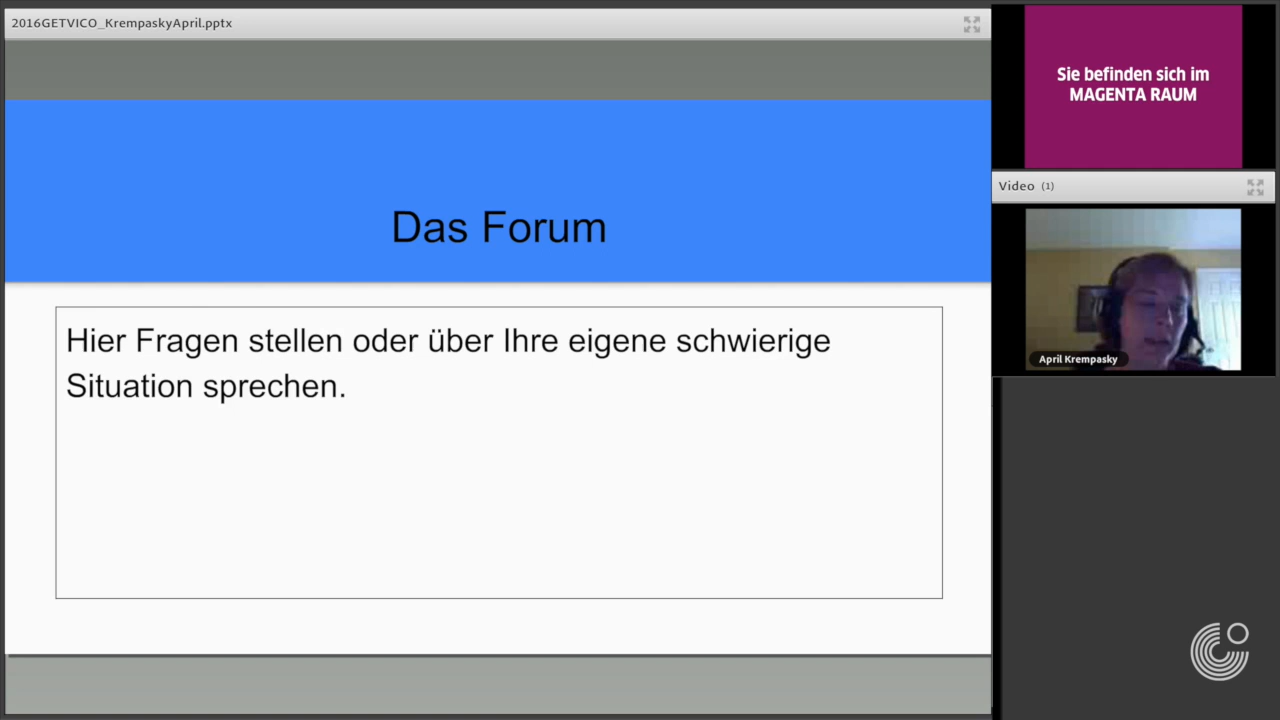 2016GETVICO_KrempaskyApril.pptx
Das Forum
Hier Fragen stellen oder über Ihre eigene schwierige
Situation sprechen.
Sie befinden sich im
MAGENTA RAUM
Video (1)
April Krempasky